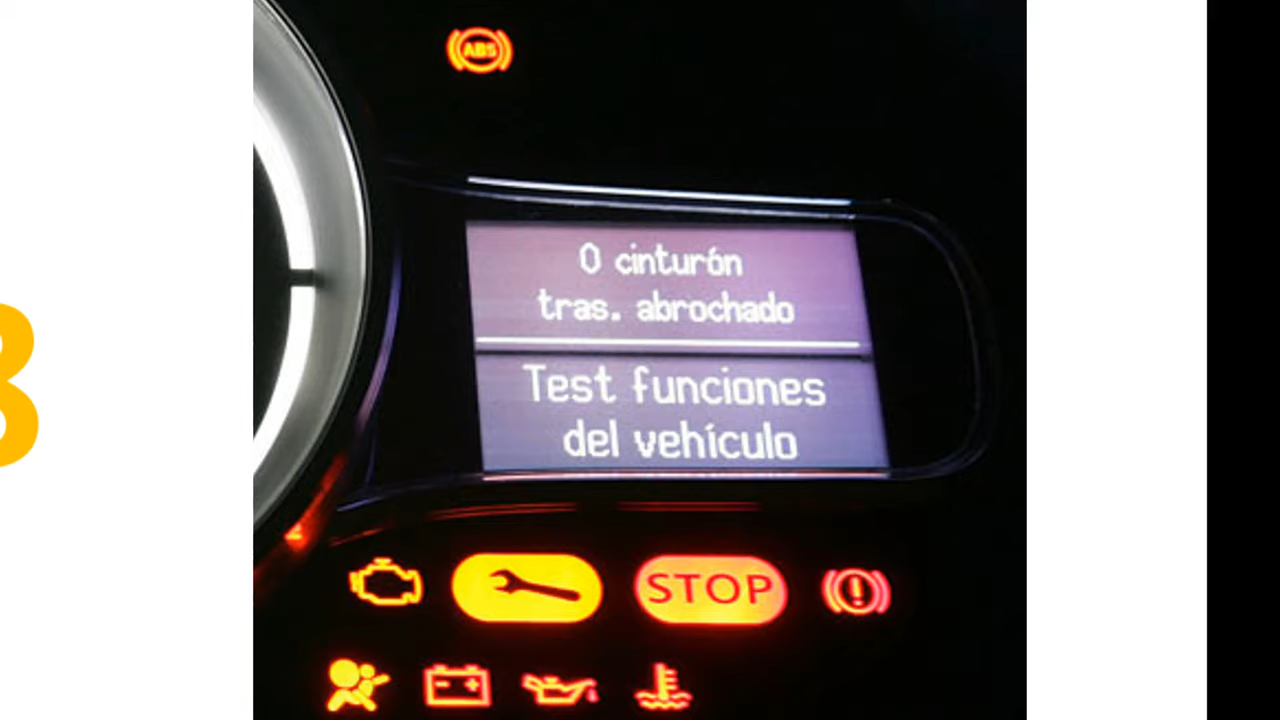 ABS
0 cinturón
tras. abrochado
Test funciones
del vehículo
STOP